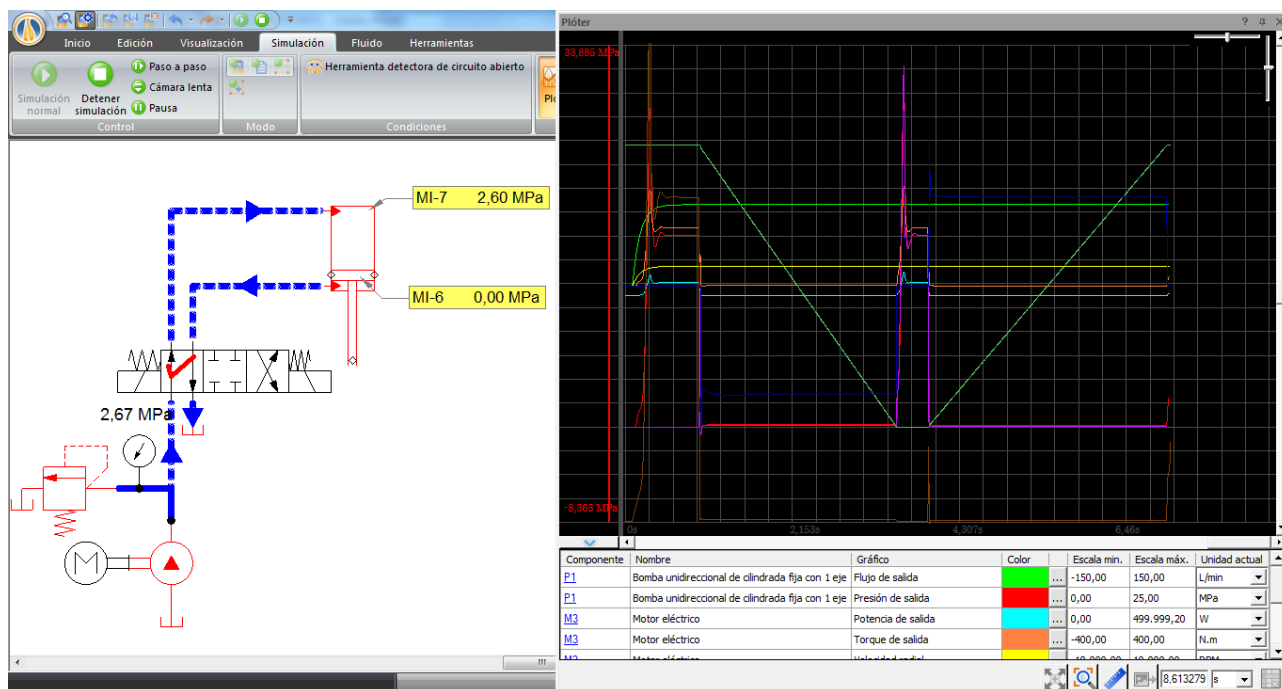 Inicio Edición Visualización Simulación Fluido Herramientas
Simulación normal
Detener simulación
Paso a paso
Cámara lenta
Pausa
Herramienta detectora de circuito abierto
Control Modo Condiciones
MI-7 2,60 MPa
MI-6 0,00 MPa
2,67 MPa
M
Plóter
33,885 MPa
-8,365 MPa
0s 2,153s 4,307s 6,46s
Componente Nombre Gráfico Color Escala min. Escala máx. Unidad actual
P1 Bomba unidireccional de cilindrada fija con 1 eje Flujo de salida ... -150,00 150,00 L/min
P1 Bomba unidireccional de cilindrada fija con 1 eje Presión de salida ... 0,00 25,00 MPa
M3 Motor eléctrico Potencia de salida ... 0,00 499.999,20 W
M3 Motor eléctrico Torque de salida ... -400,00 400,00 N.m
8,613279 s